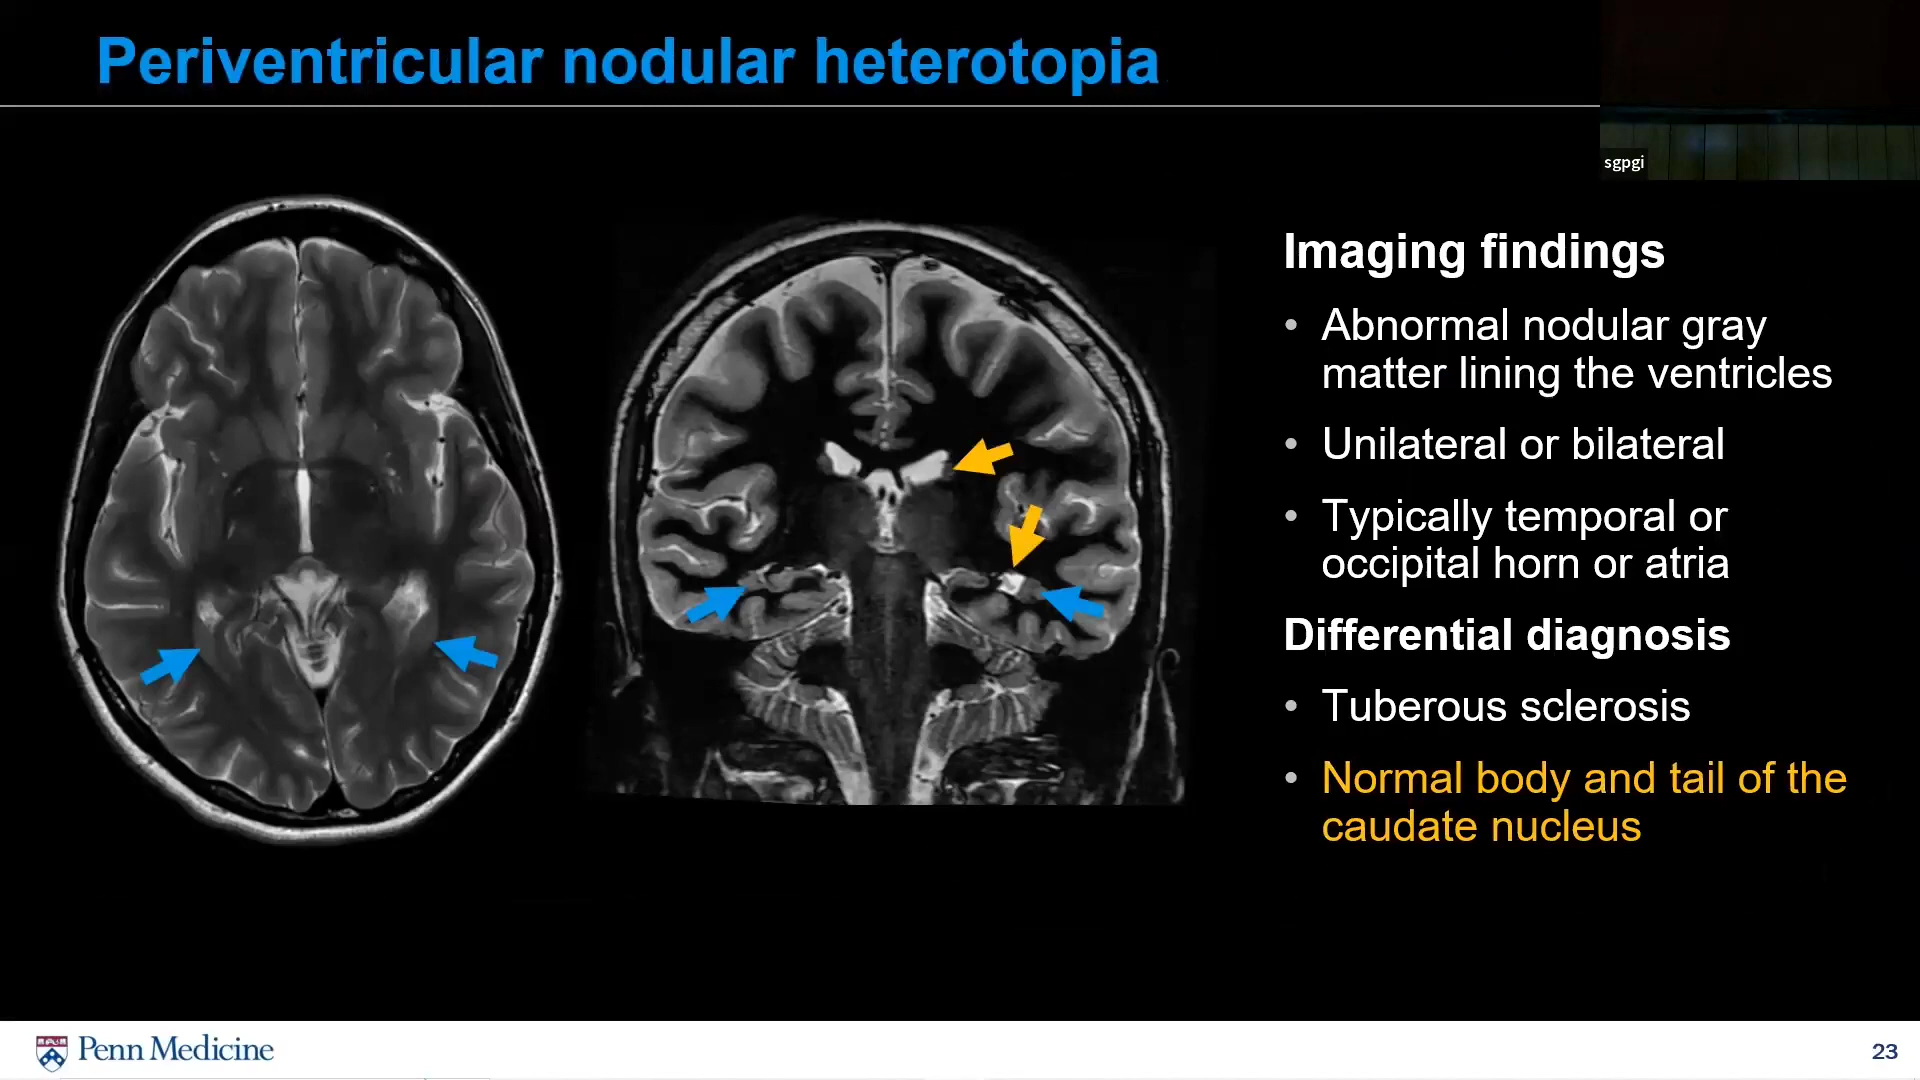 Periventricular nodular heterotopia
sgpgi
Imaging findings
• Abnormal nodular gray
matter lining the ventricles
• Unilateral or bilateral
• Typically temporal or
occipital horn or atria
Differential diagnosis
• Tuberous sclerosis
• Normal body and tail of the
caudate nucleus
Penn Medicine
23